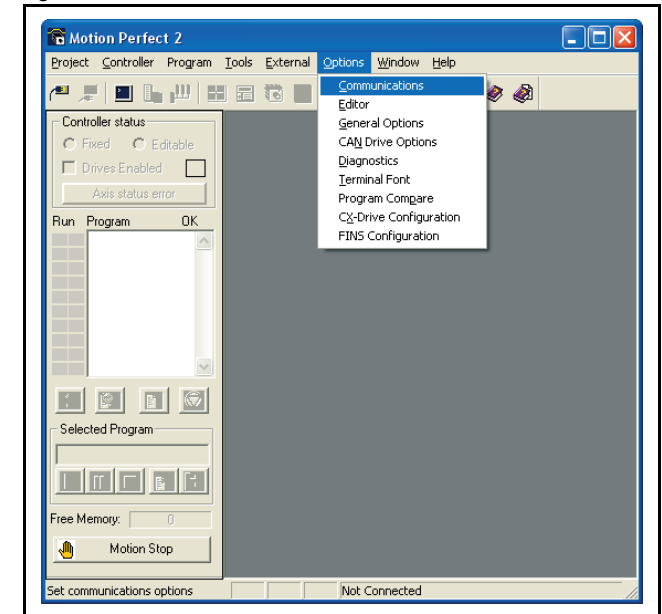 Motion Perfect 2
Project Controller Program Tools External Options Window Help
Communications
Editor
General Options
CAN Drive Options
Diagnostics
Terminal Font
Program Compare
CX-Drive Configuration
FINS Configuration
Controller status
Fixed Editable
Drives Enabled
Axis status error
Run Program OK
Selected Program
Free Memory: 0
Motion Stop
Set communications options Not Connected